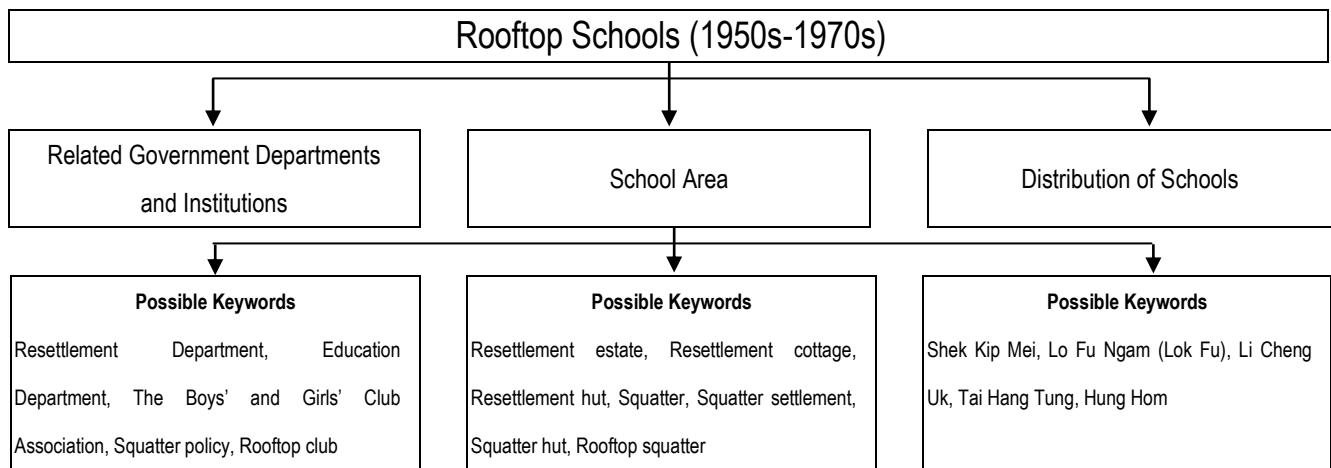 Rooftop Schools (1950s-1970s)
Related Government Departments
and Institutions
School Area
Distribution of Schools
Possible Keywords
Resettlement Department, Education
Department, The Boys’ and Girls’ Club
Association, Squatter policy, Rooftop club
Possible Keywords
Resettlement estate, Resettlement cottage,
Resettlement hut, Squatter, Squatter settlement,
Squatter hut, Rooftop squatter
Possible Keywords
Shek Kip Mei, Lo Fu Ngam (Lok Fu), Li Cheng
Uk, Tai Hang Tung, Hung Hom